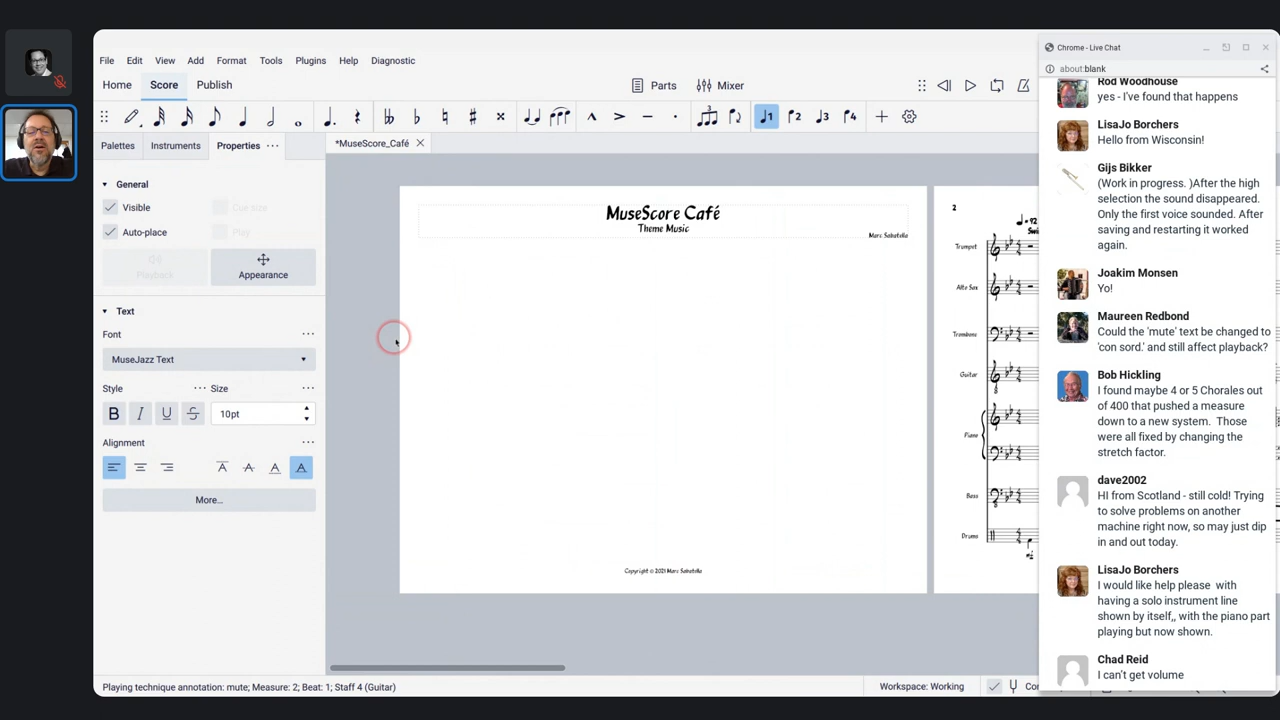 File Edit View Add Format Tools Plugins Help Diagnostic
Home Score Publish
Parts Mixer
1 2 3 4
Palettes Instruments Properties
*MuseScore_Café
General
Visible Cue size
Auto-place Play
Playback Appearance
Text
Font
MuseJazz Text
Style Size
B I U S 10pt
Alignment
More...
MuseScore Café
Theme Music
Marc Sabatella
Copyright © 2021 Marc Sabatella
2
Trumpet
Alto Sax
Trombone
Guitar
Piano
Bass
Drums
Playing technique annotation: mute; Measure: 2; Beat: 1; Staff 4 (Guitar)
Workspace: Working
Chrome - Live Chat
about:blank
Rod Woodhouse
yes - I've found that happens
LisaJo Borchers
Hello from Wisconsin!
Gijs Bikker
(Work in progress. )After the high
selection the sound disappeared.
Only the first voice sounded. After
saving and restarting it worked
again.
Joakim Monsen
Yo!
Maureen Redbond
Could the 'mute' text be changed to
'con sord.' and still affect playback?
Bob Hickling
I found maybe 4 or 5 Chorales out
of 400 that pushed a measure
down to a new system. Those
were all fixed by changing the
stretch factor.
dave2002
HI from Scotland - still cold! Trying
to solve problems on another
machine right now, so may just dip
in and out today.
LisaJo Borchers
I would like help please with
having a solo instrument line
shown by itself,, with the piano part
playing but now shown.
Chad Reid
I can't get volume